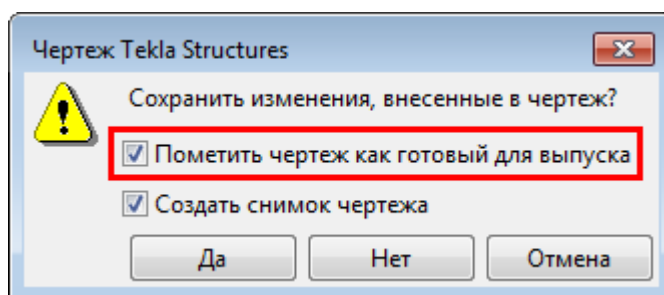 Чертеж Tekla Structures
Сохранить изменения, внесенные в чертеж?
Пометить чертеж как готовый для выпуска
Создать снимок чертежа
Да
Нет
Отмена